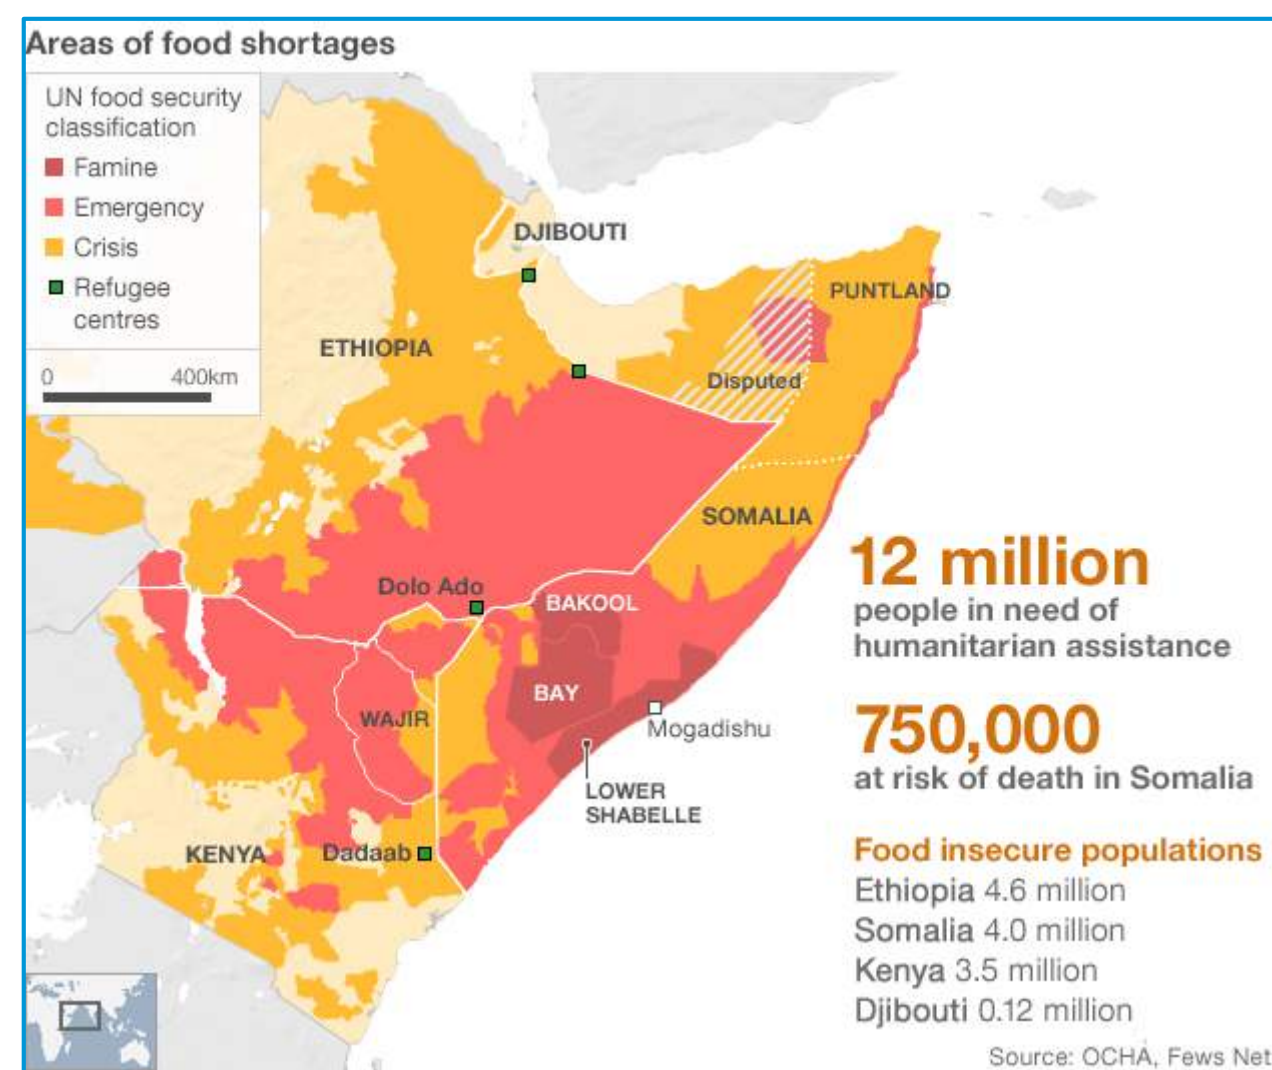 Areas of food shortages
UN food security
classification
Famine
Emergency
Crisis
Refugee
centres
0 400km
DJIBOUTI
PUNTLAND
ETHIOPIA
Disputed
SOMALIA
Dolo Ado
BAKOOL
BAY
WAJIR
Mogadishu
LOWER
SHABELLE
KENYA
Dadaab
12 million
people in need of
humanitarian assistance
750,000
at risk of death in Somalia
Food insecure populations
Ethiopia 4.6 million
Somalia 4.0 million
Kenya 3.5 million
Djibouti 0.12 million
Source: OCHA, Fews Net